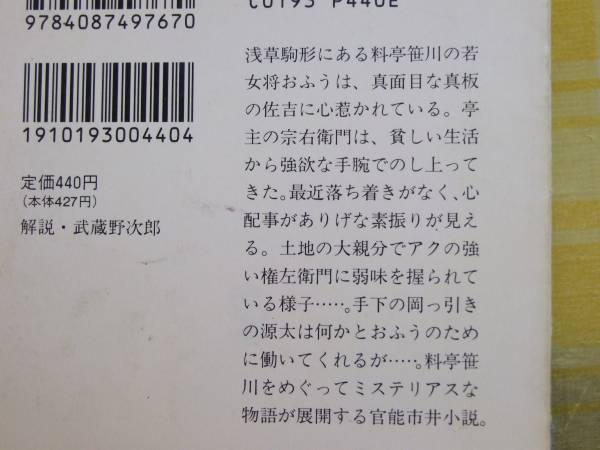 C0193 P440E
9784087497670
1910193004404
定価440円
(本体427円)
解説・武蔵野次郎
浅草駒形にある料亭笹川の若
女将おふうは、真面目な真板
の佐吉に心惹かれている。亭
主の宗右衛門は、貧しい生活
から強欲な手腕でのし上って
きた。最近落ち着きがなく、心
配事がありげな素振りが見え
る。土地の大親分でアクの強
い権左衛門に弱味を握られて
いる様子……。手下の岡っ引き
の源太は何かとおふうのため
に働いてくれるが……。料亭笹
川をめぐってミステリアスな
物語が展開する官能市井小説。